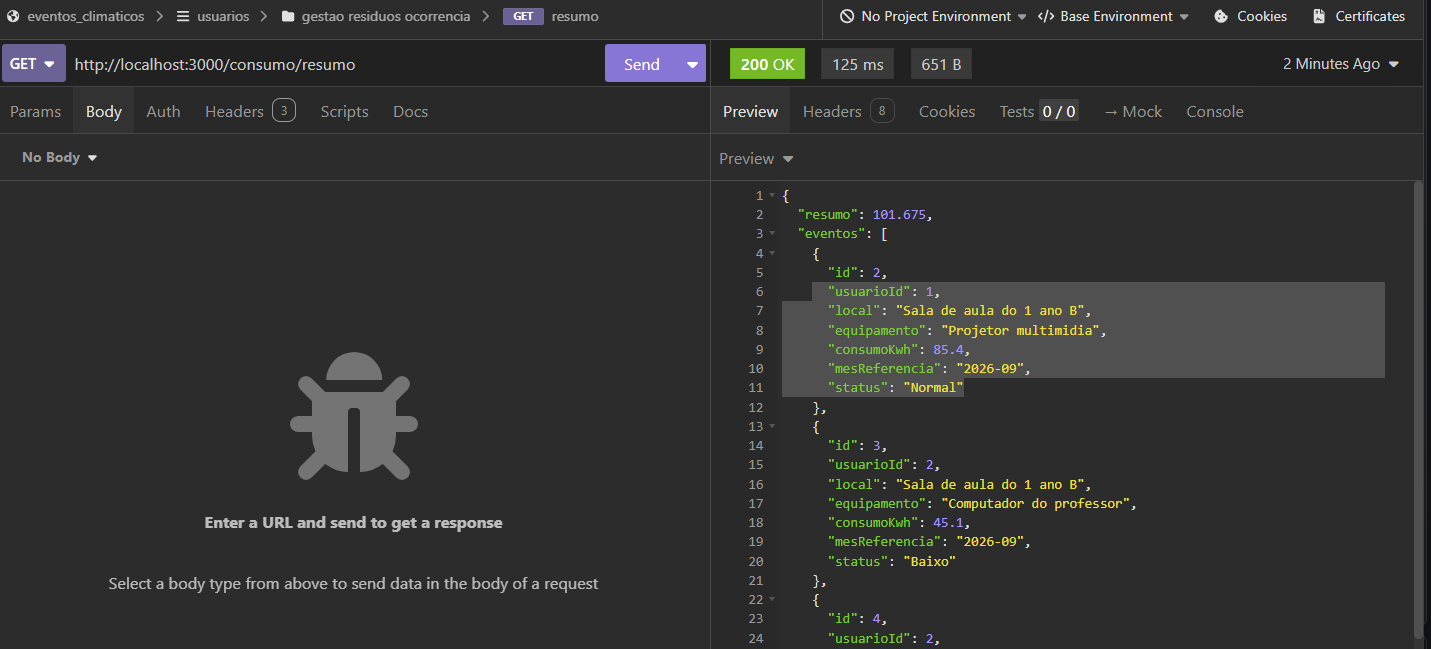 eventos_climaticos > usuarios > gestao residuos ocorrencia > GET resumo
No Project Environment </> Base Environment Cookies Certificates
GET http://localhost:3000/consumo/resumo Send 200 OK 125 ms 651 B 2 Minutes Ago
Params Body Auth Headers 3 Scripts Docs
Preview Headers 8 Cookies Tests 0 / 0 → Mock Console
No Body
Preview
Enter a URL and send to get a response
Select a body type from above to send data in the body of a request
1 {
2 "resumo": 101.675,
3 "eventos": [
4 {
5 "id": 2,
6 "usuarioId": 1,
7 "local": "Sala de aula do 1 ano B",
8 "equipamento": "Projetor multimidia",
9 "consumoKwh": 85.4,
10 "mesReferencia": "2026-09",
11 "status": "Normal"
12 },
13 {
14 "id": 3,
15 "usuarioId": 2,
16 "local": "Sala de aula do 1 ano B",
17 "equipamento": "Computador do professor",
18 "consumoKwh": 45.1,
19 "mesReferencia": "2026-09",
20 "status": "Baixo"
21 },
22 {
23 "id": 4,
24 "usuarioId": 2,